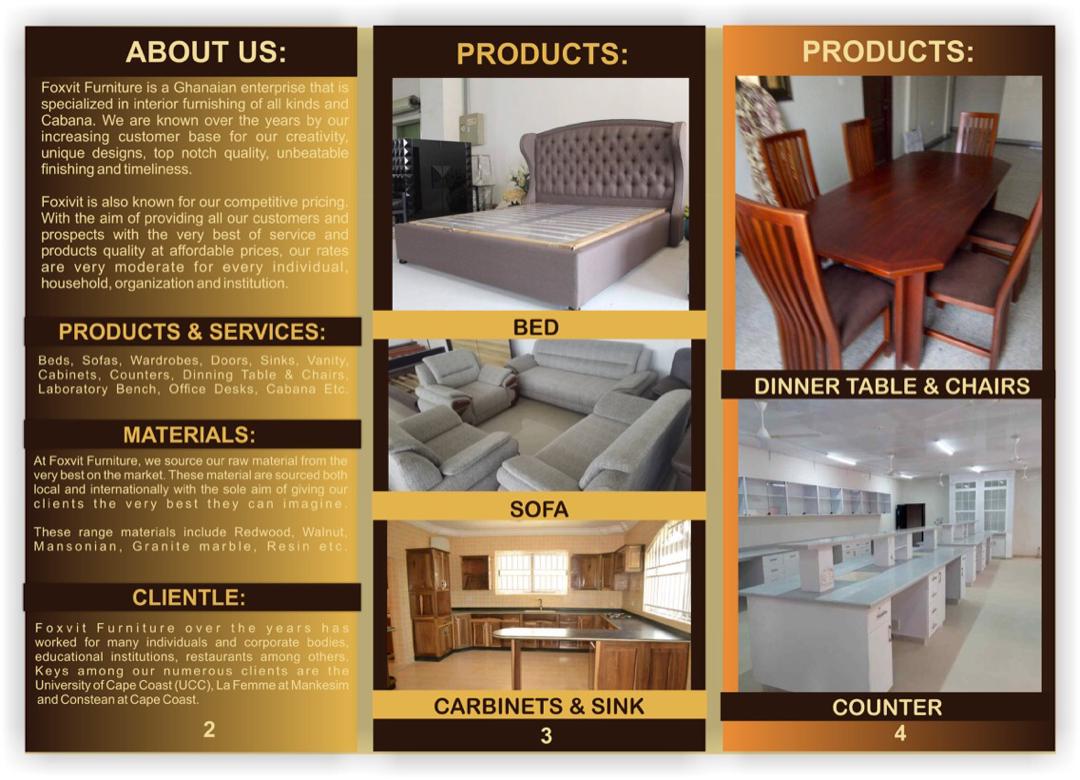 ABOUT US:
Foxvit Furniture is a Ghanaian enterprise that is
specialized in interior furnishing of all kinds and
Cabana. We are known over the years by our
increasing customer base for our creativity,
unique designs, top notch quality, unbeatable
finishing and timeliness.
Foxivit is also known for our competitive pricing.
With the aim of providing all our customers and
prospects with the very best of service and
products quality at affordable prices, our rates
are very moderate for every individual,
household, organization and institution.
PRODUCTS & SERVICES:
Beds, Sofas, Wardrobes, Doors, Sinks, Vanity,
Cabinets, Counters, Dinning Table & Chairs,
Laboratory Bench, Office Desks, Cabana Etc.
MATERIALS:
At Foxvit Furniture, we source our raw material from the
very best on the market. These material are sourced both
local and internationally with the sole aim of giving our
clients the very best they can imagine.
These range materials include Redwood, Walnut,
Mansonian, Granite marble, Resin etc.
CLIENTLE:
Foxvit Furniture over the years has
worked for many individuals and corporate bodies,
educational institutions, restaurants among others.
Keys among our numerous clients are the
University of Cape Coast (UCC), La Femme at Mankesim
and Constean at Cape Coast.
2
PRODUCTS:
BED
SOFA
CARBINETS & SINK
3
PRODUCTS:
DINNER TABLE & CHAIRS
COUNTER
4